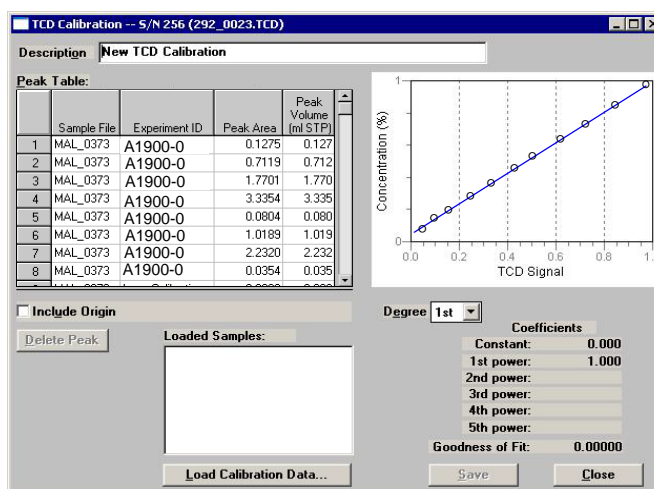 TCD Calibration -- S/N 256 (292_0023.TCD)
Description New TCD Calibration
Peak Table:
Sample File Experiment ID Peak Area Peak Volume (ml STP)
1 MAL_0373 A1900-0 0.1275 0.127
2 MAL_0373 A1900-0 0.7119 0.712
3 MAL_0373 A1900-0 1.7701 1.770
4 MAL_0373 A1900-0 3.3354 3.335
5 MAL_0373 A1900-0 0.0804 0.080
6 MAL_0373 A1900-0 1.0189 1.019
7 MAL_0373 A1900-0 2.2320 2.232
8 MAL_0373 A1900-0 0.0354 0.035
Concentration (%)
1
0
0.0 0.2 0.4 0.6 0.8 1.
TCD Signal
Include Origin
Delete Peak
Loaded Samples:
Load Calibration Data...
Degree 1st
Coefficients
Constant: 0.000
1st power: 1.000
2nd power:
3rd power:
4th power:
5th power:
Goodness of Fit: 0.00000
Save Close